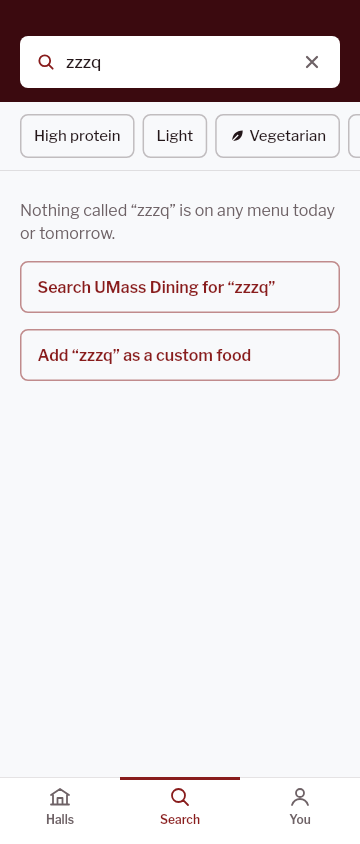 zzzq
High protein
Light
Vegetarian
Nothing called “zzzq” is on any menu today
or tomorrow.
Search UMass Dining for “zzzq”
Add “zzzq” as a custom food
Halls
Search
You